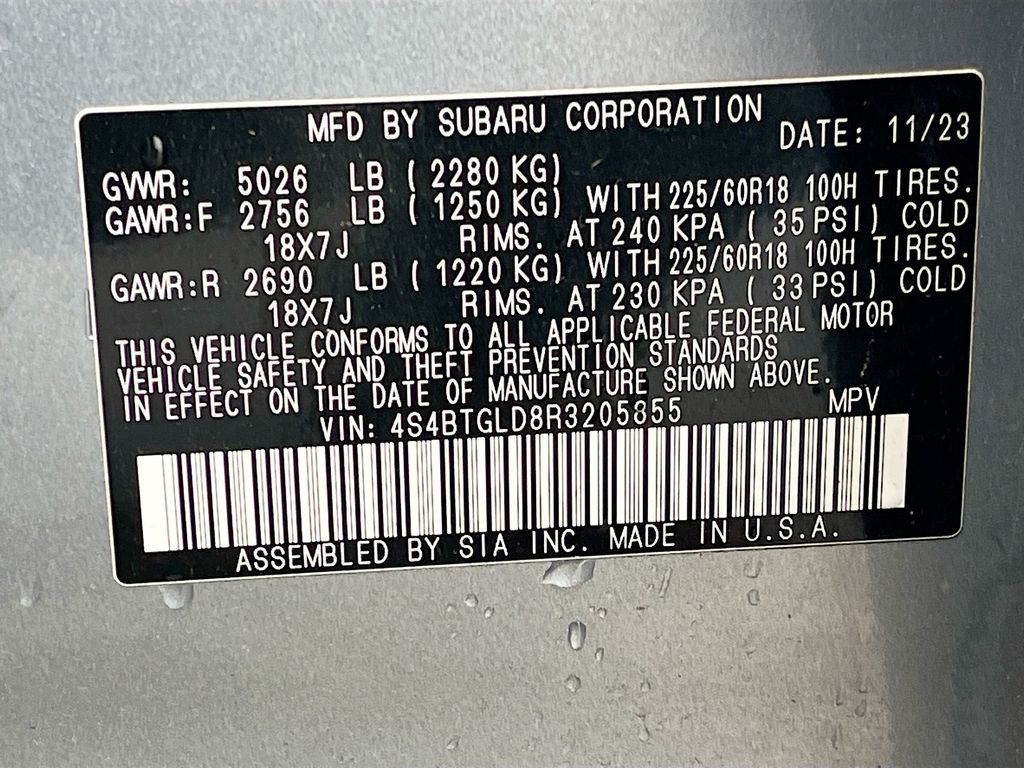 MFD BY SUBARU CORPORATION DATE: 11/23
GVWR: 5026 LB ( 2280 KG)
GAWR:F 2756 LB ( 1250 KG) WITH 225/60R18 100H TIRES.
18X7J RIMS. AT 240 KPA ( 35 PSI) COLD
GAWR:R 2690 LB ( 1220 KG) WITH 225/60R18 100H TIRES.
18X7J RIMS. AT 230 KPA ( 33 PSI) COLD
THIS VEHICLE CONFORMS TO ALL APPLICABLE FEDERAL MOTOR
VEHICLE SAFETY AND THEFT PREVENTION STANDARDS
IN EFFECT ON THE DATE OF MANUFACTURE SHOWN ABOVE.
VIN: 4S4BTGLD8R3205855 MPV
ASSEMBLED BY SIA INC. MADE IN U.S.A.